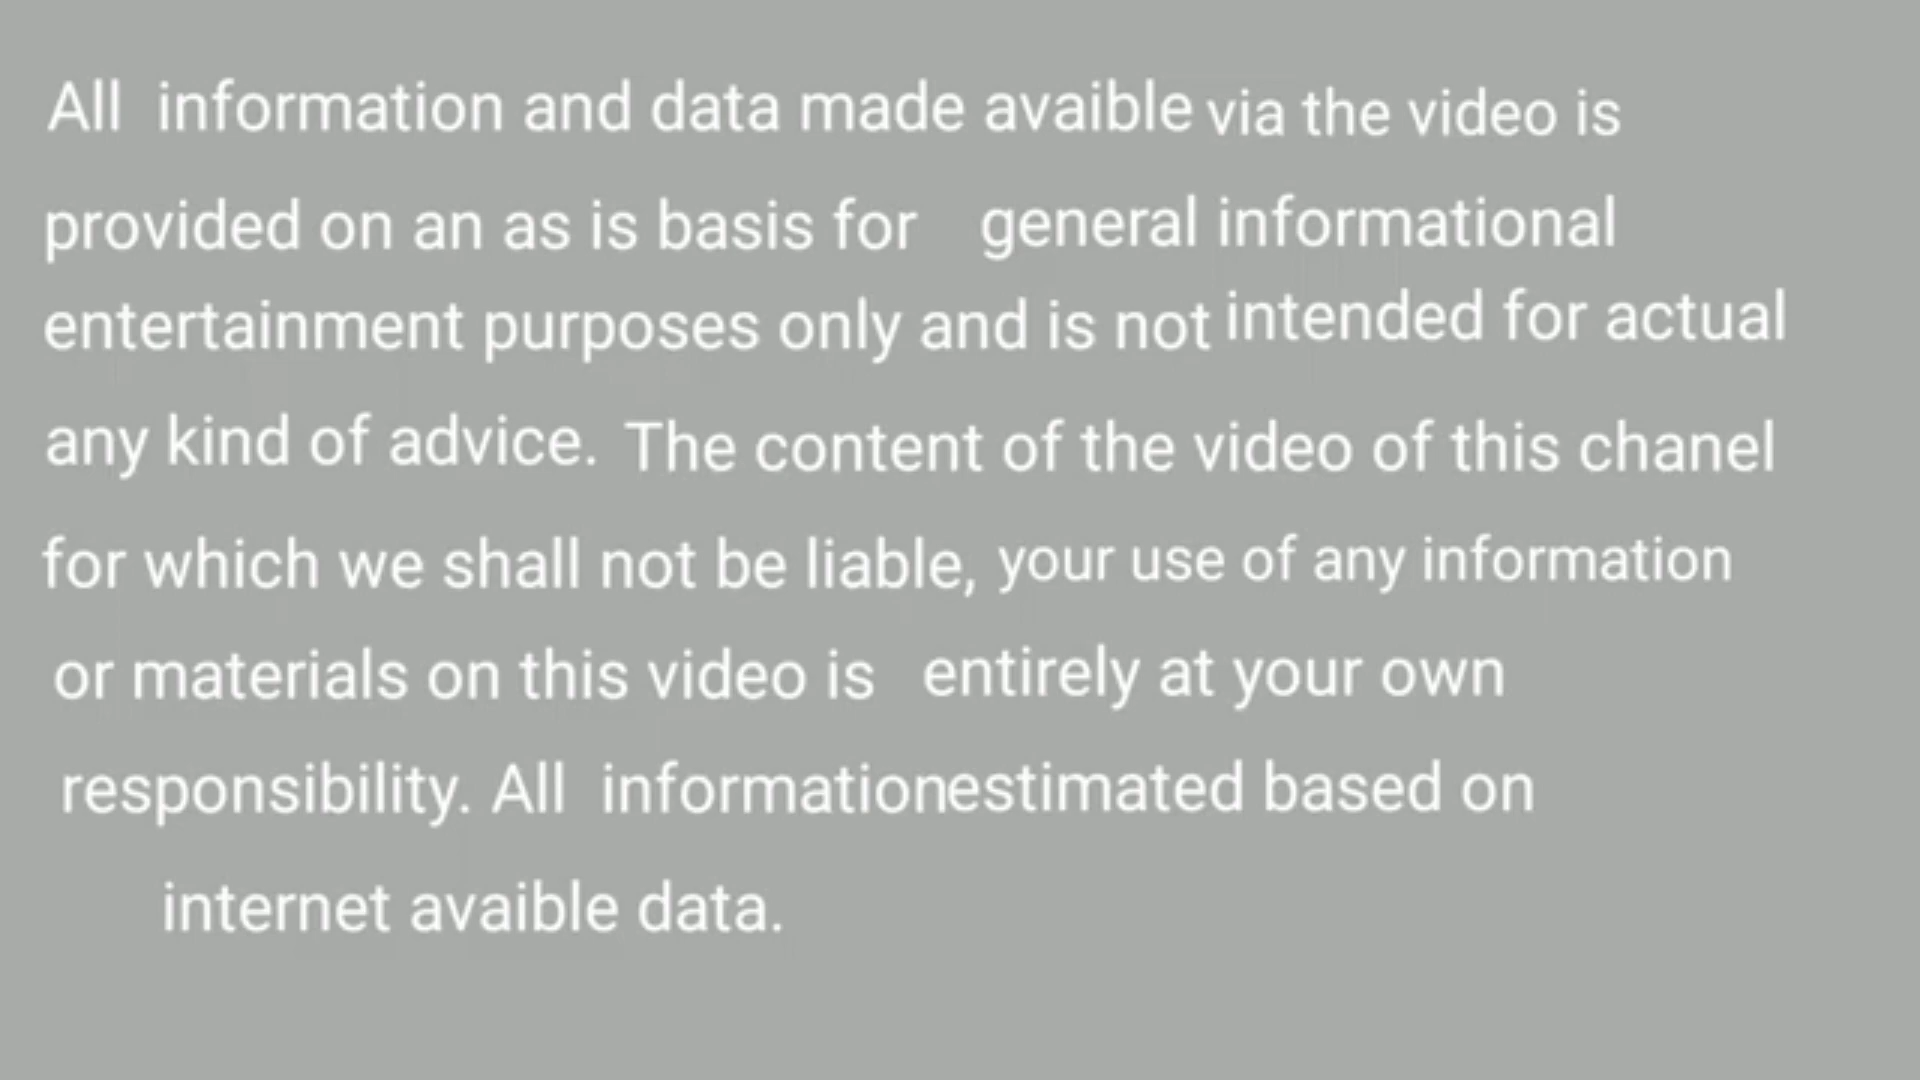 All information and data made avaible via the video is
provided on an as is basis for general informational
entertainment purposes only and is not intended for actual
any kind of advice. The content of the video of this chanel
for which we shall not be liable, your use of any information
or materials on this video is entirely at your own
responsibility. All informationestimated based on
internet avaible data.